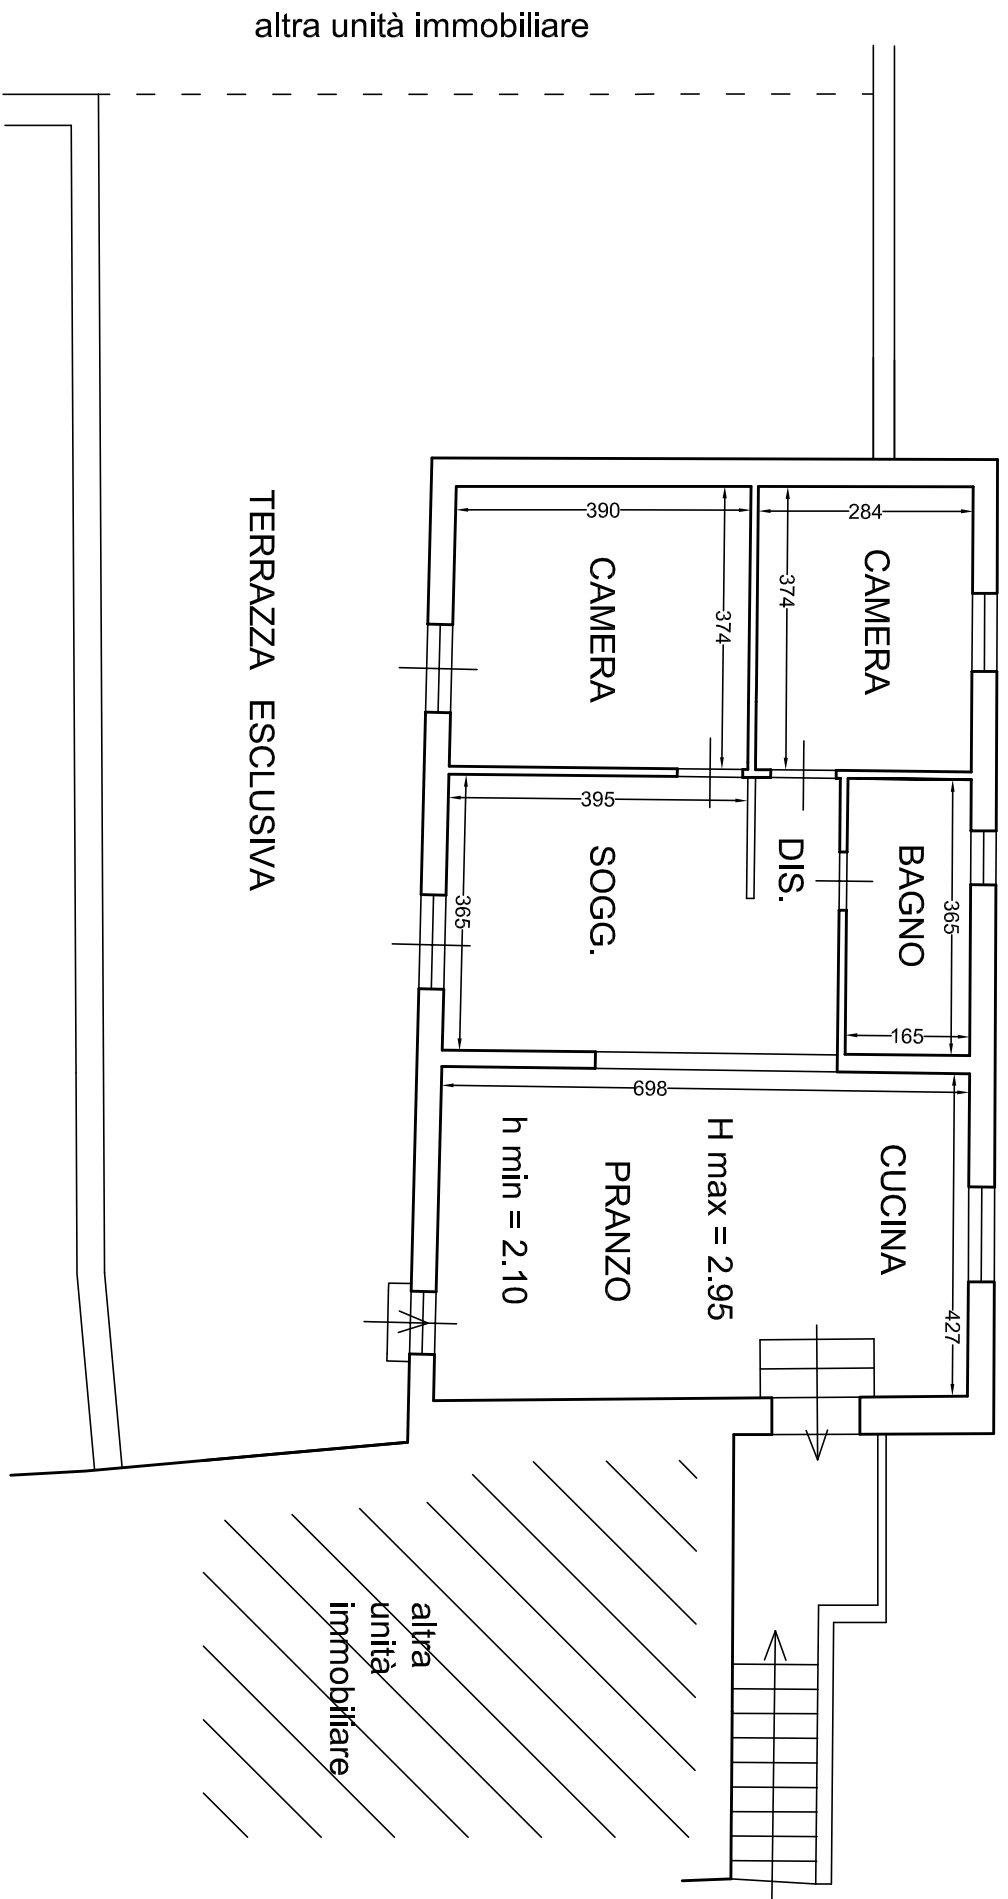 altra unità immobiliare
TERRAZZA ESCLUSIVA
390
284
CAMERA
374
CAMERA
374
395
SOGG.
365
DIS.
BAGNO
365
165
698
CUCINA
H max = 2.95
PRANZO
h min = 2.10
427
altra
unità
immobiliare